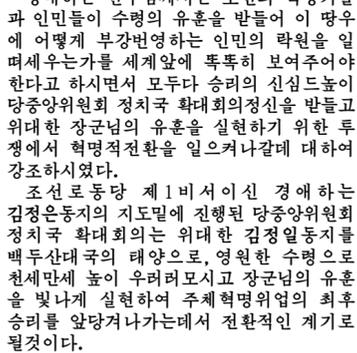 과 인민들이 수령의 유훈을 받들어 이 땅우
에 어떻게 부강번영하는 인민의 락원을 일
떠세우는가를 세계앞에 똑똑히 보여주어야
한다고 하시면서 모두다 승리의 신심드높이
당중앙위원회 정치국 확대회의정신을 받들고
위대한 장군님의 유훈을 실현하기 위한 투
쟁에서 혁명적전환을 일으켜나갈데 대하여
강조하시였다.
조선로동당 제1비서이신 경애하는
김정은동지의 지도밑에 진행된 당중앙위원회
정치국 확대회의는 위대한 김정일동지를
백두산대국의 태양으로, 영원한 수령으로
천세만세 높이 우러러모시고 장군님의 유훈
을 빛나게 실현하여 주체혁명위업의 최후
승리를 앞당겨나가는데서 전환적인 계기로
될것이다.